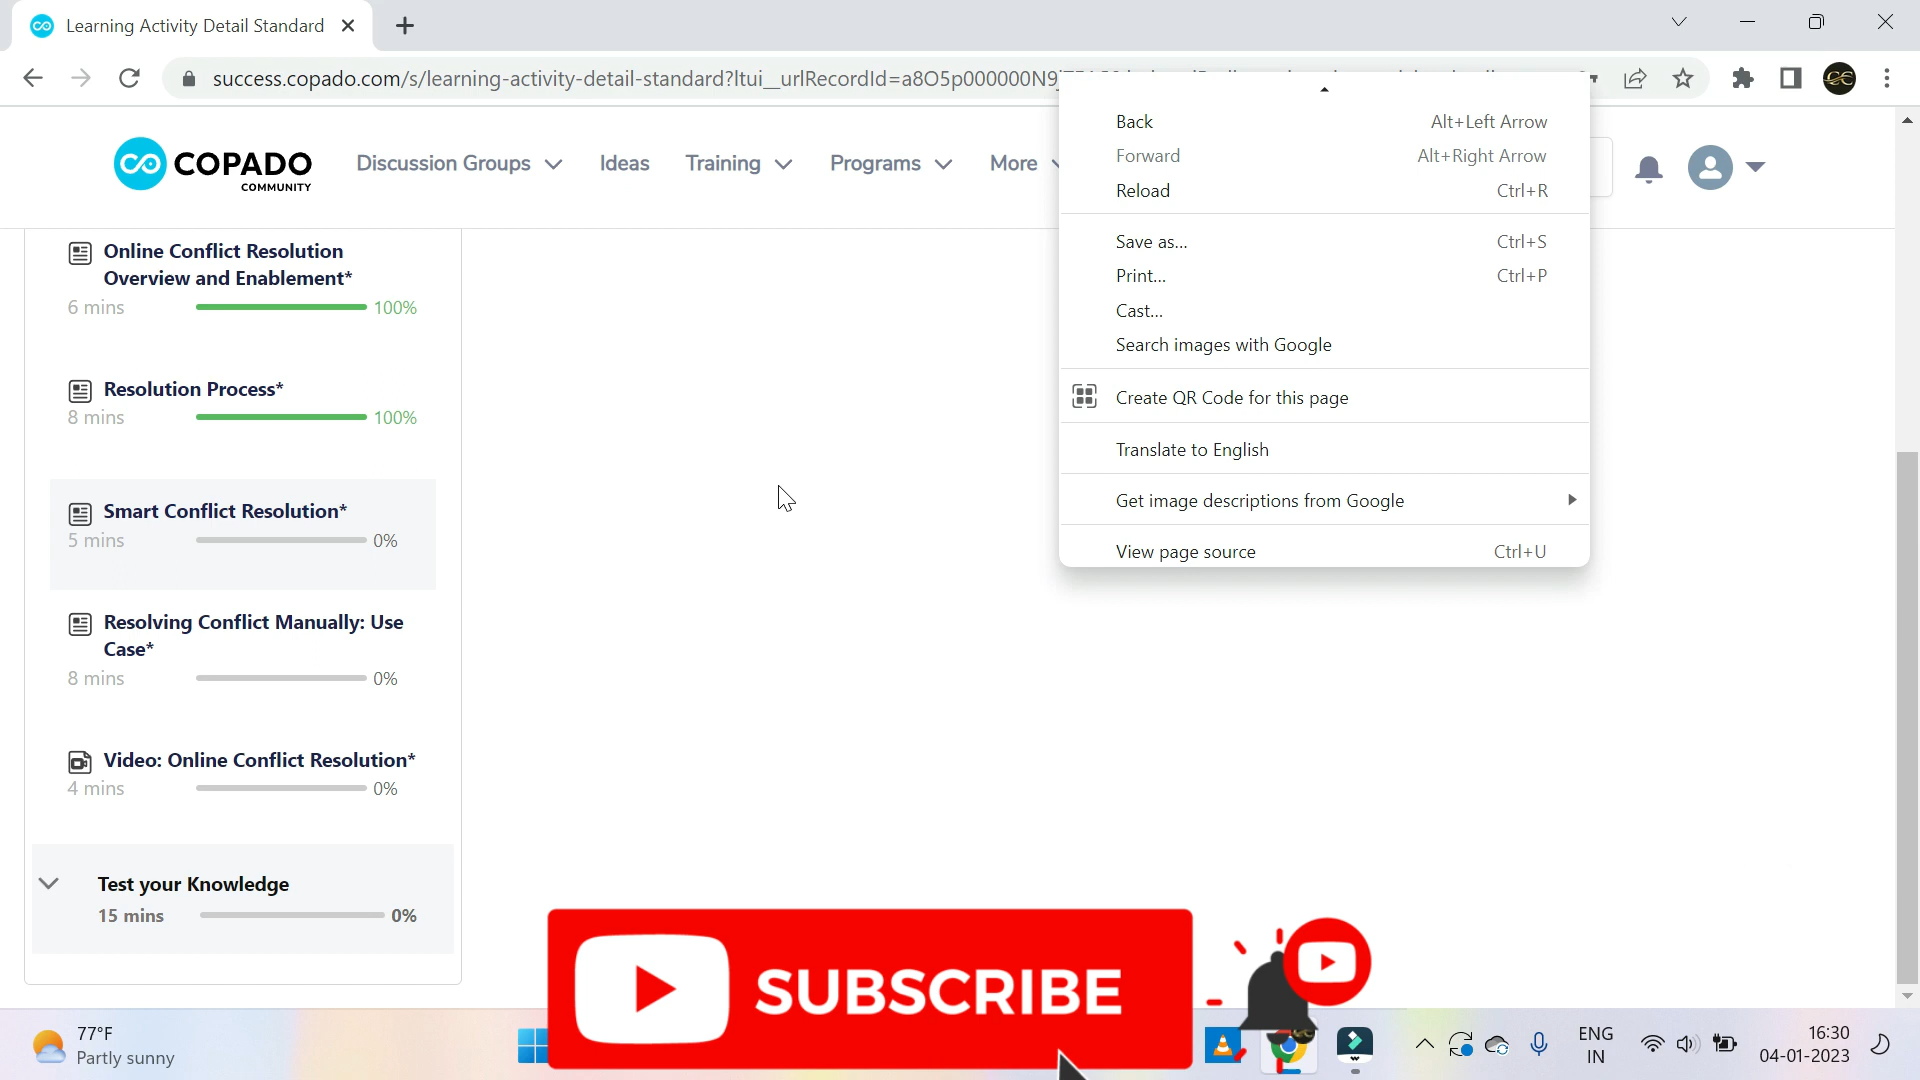 Learning Activity Detail Standard
success.copado.com/s/learning-activity-detail-standard?ltui__urlRecordId=a8O5p000000N9
COPADO
COMMUNITY
Discussion Groups
Ideas
Training
Programs
More
Back Alt+Left Arrow
Forward Alt+Right Arrow
Reload Ctrl+R
Save as... Ctrl+S
Print... Ctrl+P
Cast...
Search images with Google
Create QR Code for this page
Translate to English
Get image descriptions from Google
View page source Ctrl+U
Online Conflict Resolution
Overview and Enablement*
6 mins 100%
Resolution Process*
8 mins 100%
Smart Conflict Resolution*
5 mins 0%
Resolving Conflict Manually: Use
Case*
8 mins 0%
Video: Online Conflict Resolution*
4 mins 0%
Test your Knowledge
15 mins 0%
SUBSCRIBE
77°F
Partly sunny
ENG
IN
16:30
04-01-2023